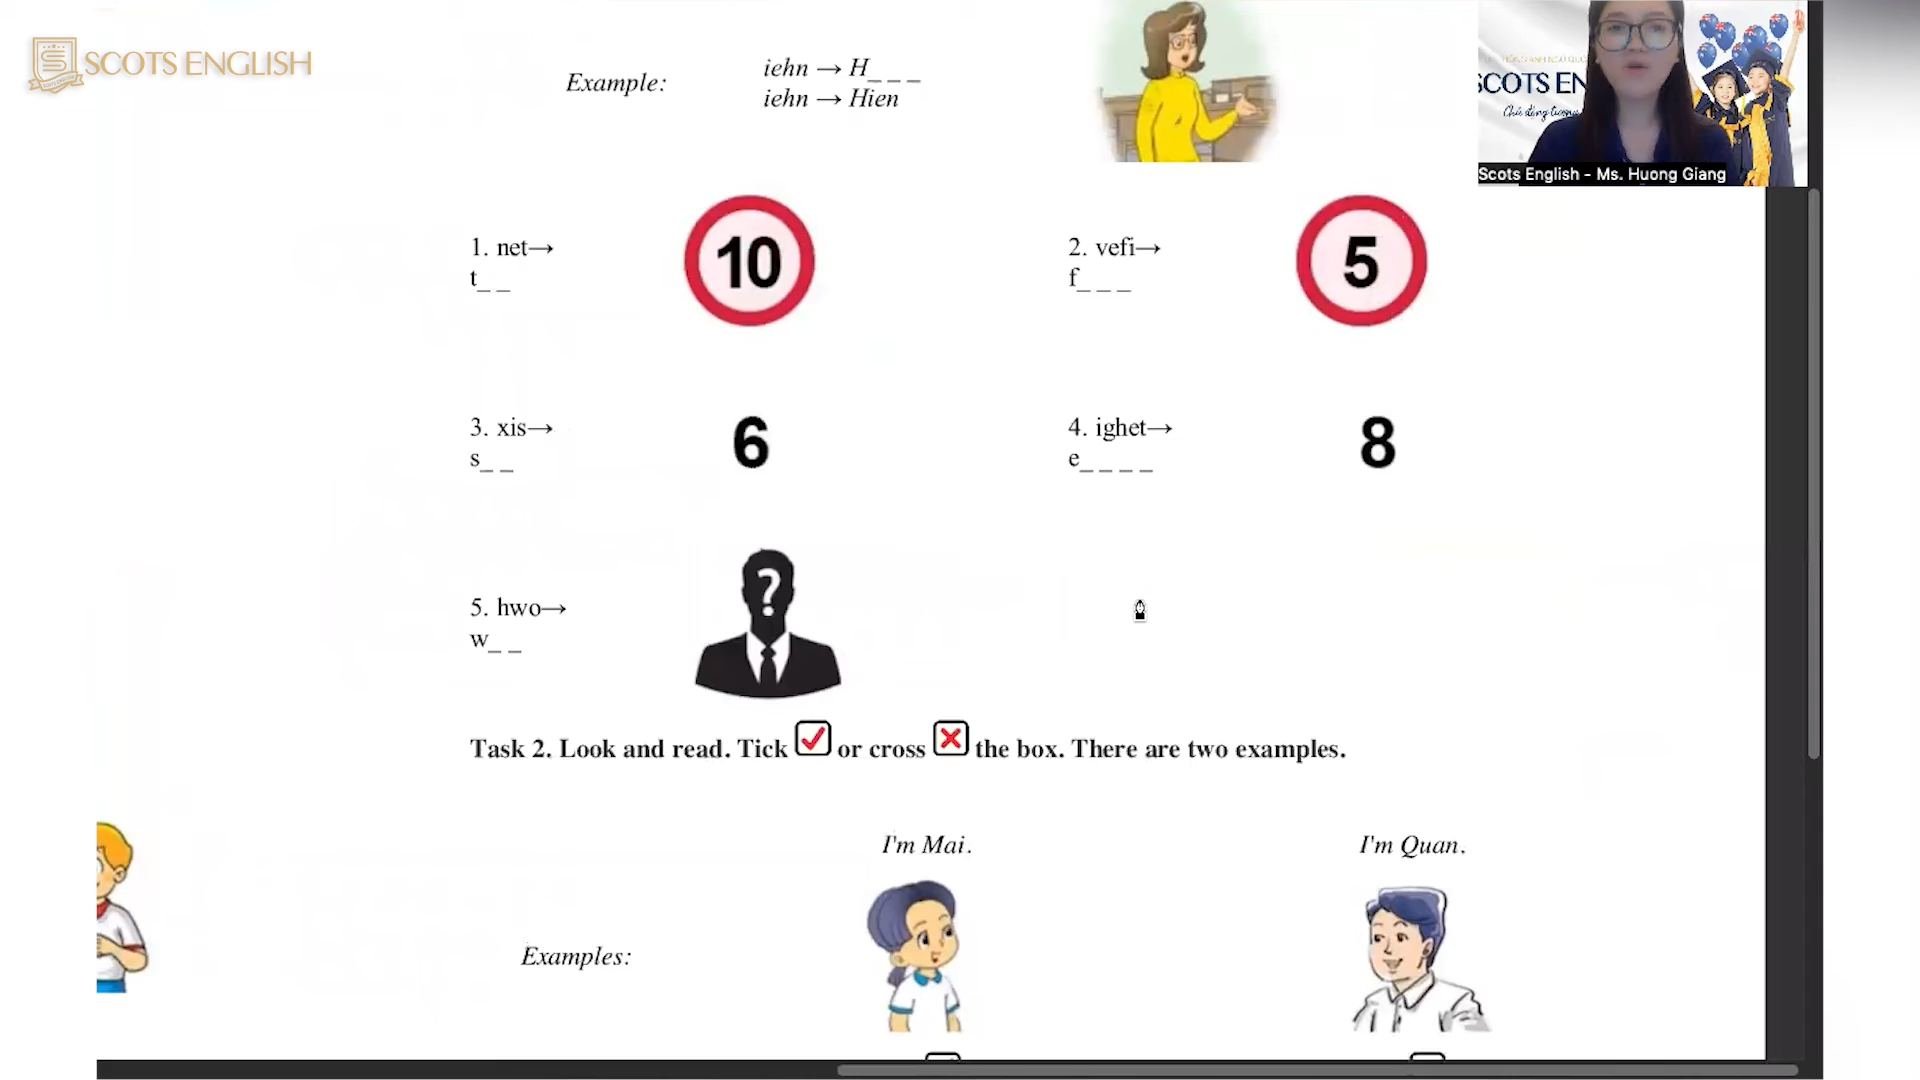 SCOTS ENGLISH
Example:
iehn → H_ _ _
iehn → Hien
SCOTS EN
Scots English - Ms. Huong Giang
1. net→
t_ _
10
2. vefi→
f_ _ _
5
3. xis→
s_ _
6
4. ighet→
e_ _ _ _
8
5. hwo→
w_ _
?
Task 2. Look and read. Tick or cross the box. There are two examples.
I'm Mai.
I'm Quan.
Examples: